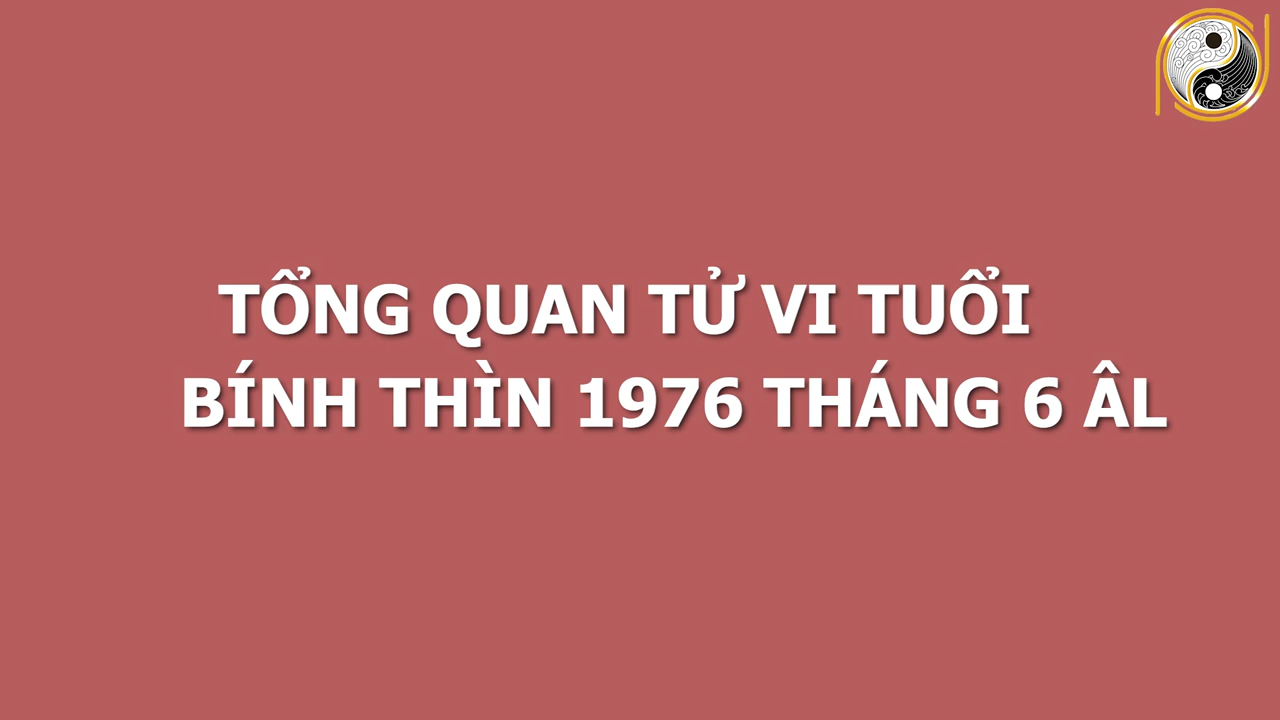 TỔNG QUAN TỬ VI TUỔI
BÍNH THÌN 1976 THÁNG 6 ÂL